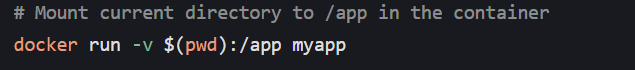 # Mount current directory to /app in the container
docker run -v $(pwd):/app myapp